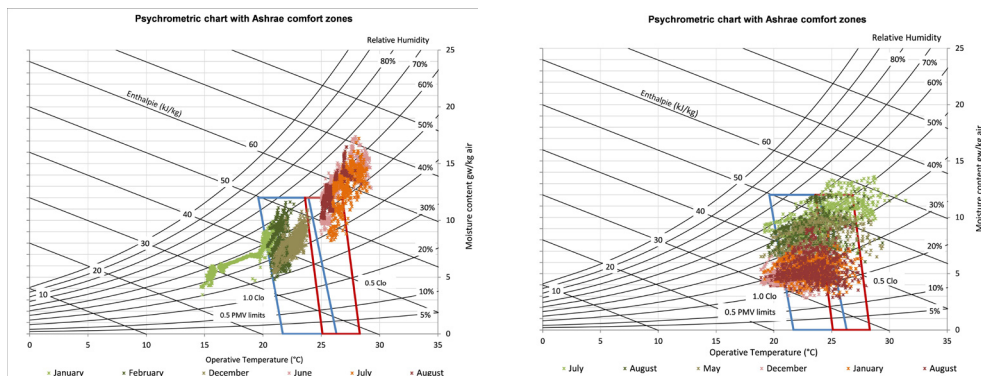 Psychrometric chart with Ashrae comfort zones
Relative Humidity
25
80%
70%
60%
20
50%
Enthalpie (kJ/kg)
60
15
40%
50
40
30%
10
30
20%
20
5
10
0.5 Clo
10%
1.0 Clo
0.5 PMV limits
5%
0
Moisture content gw/kg air
0 5 10 15 20 25 30 35
Operative Temperature (°C)
January February December June July August
Psychrometric chart with Ashrae comfort zones
Relative Humidity
25
80%
70%
60%
20
50%
Enthalpie (kJ/kg)
60
15
40%
50
40
30%
10
30
20%
20
5
10
0.5 Clo
10%
1.0 Clo
0.5 PMV limits
5%
0
Moisture content gw/kg air
0 5 10 15 20 25 30 35
Operative Temperature (°C)
July August May December January August